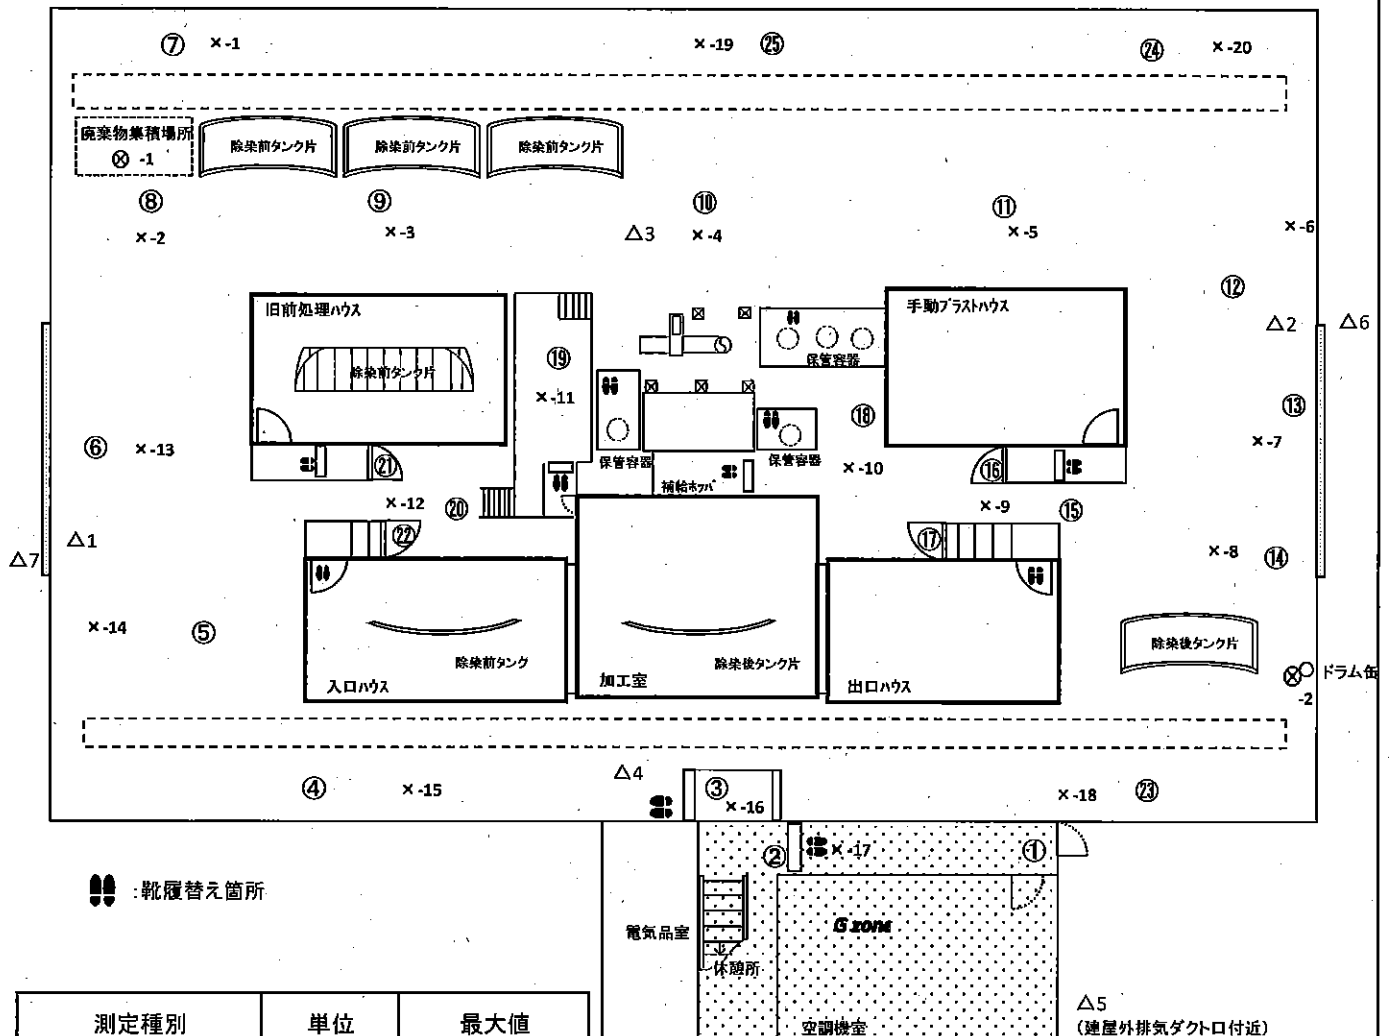 ⑦ ×-1 ×-19 ㉕ ㉔ ×-20
廃棄物集積場所
⊗ -1
除染前タンク片 除染前タンク片 除染前タンク片
⑧ ⑨ ⑩ ⑪
×-2 ×-3 △3 ×-4 ×-5 ×-6
⑫
旧前処理ハウス
手動ブラストハウス
△2 △6
除染前タンク片
⑲
保管容器
×-11
⑱
⑬
⑥ ×-13
×-7
㉑
保管容器
保管容器
×-10
⑯
補給ホッパ
×-12 ⑳
×-9 ⑮
△1 ㉒
⑰
×-8 ⑭
△7
×-14 ⑤
除染前タンク
入口ハウス
除染後タンク片
加工室
出口ハウス
除染後タンク片
ドラム缶
-2
④ ×-15 △4 ③ ×-16 ×-18 ㉓
② ×-17 ①
:靴履替え箇所
電気品室
G zone
休憩所
空調機室
△5
(建屋外排気ダクト口付近)
測定種別 単位 最大値